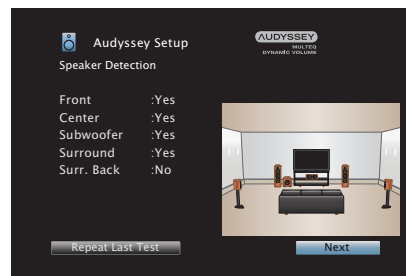 Audyssey Setup
AUDYSSEY
MULTEQ
DYNAMIC VOLUME
Speaker Detection
Front :Yes
Center :Yes
Subwoofer :Yes
Surround :Yes
Surr. Back :No
Repeat Last Test
Next